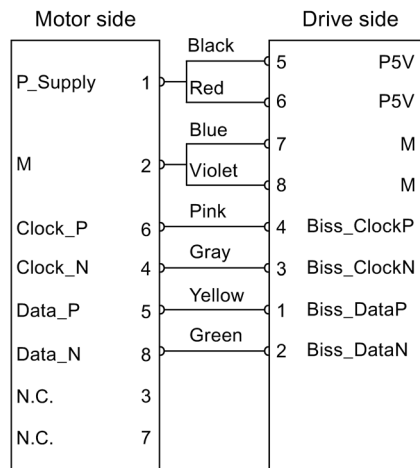 Motor side Drive side
Black
5 P5V
P_Supply 1
Red
6 P5V
Blue
7 M
M 2
Violet
8 M
Pink
Clock_P 6 4 Biss_ClockP
Gray
Clock_N 4 3 Biss_ClockN
Yellow
Data_P 5 1 Biss_DataP
Green
Data_N 8 2 Biss_DataN
N.C. 3
N.C. 7